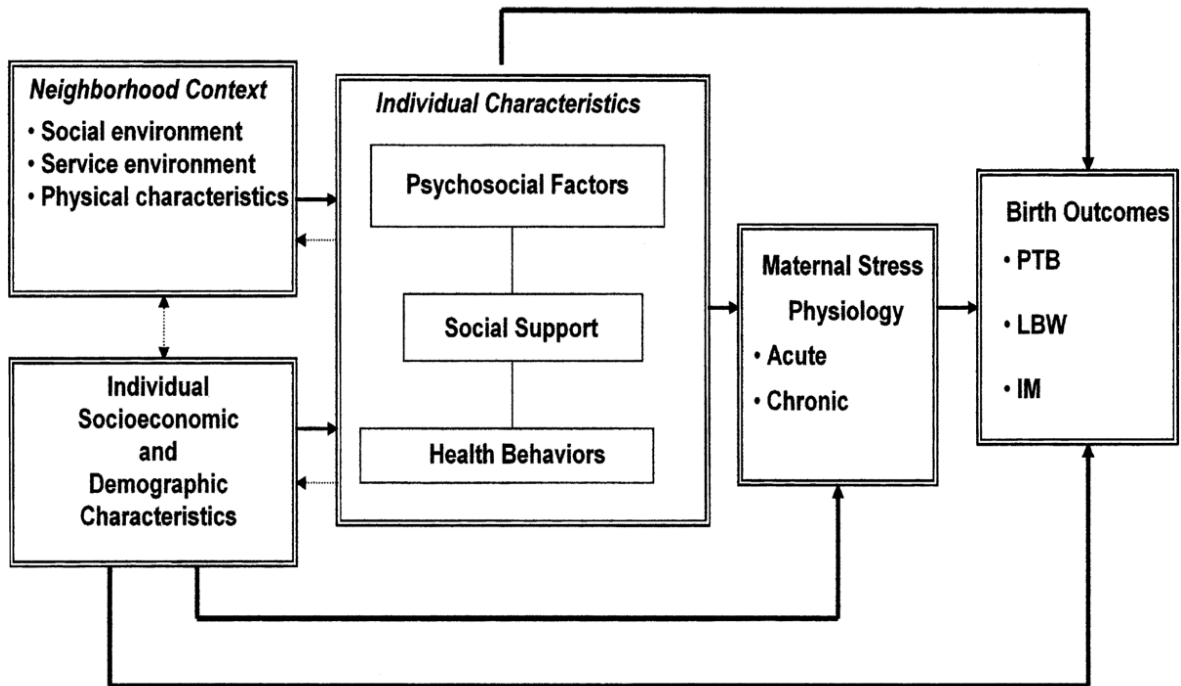 Neighborhood Context
• Social environment
• Service environment
• Physical characteristics
Individual
Socioeconomic
and
Demographic
Characteristics
Individual Characteristics
Psychosocial Factors
Social Support
Health Behaviors
Maternal Stress
Physiology
• Acute
• Chronic
Birth Outcomes
• PTB
• LBW
• IM